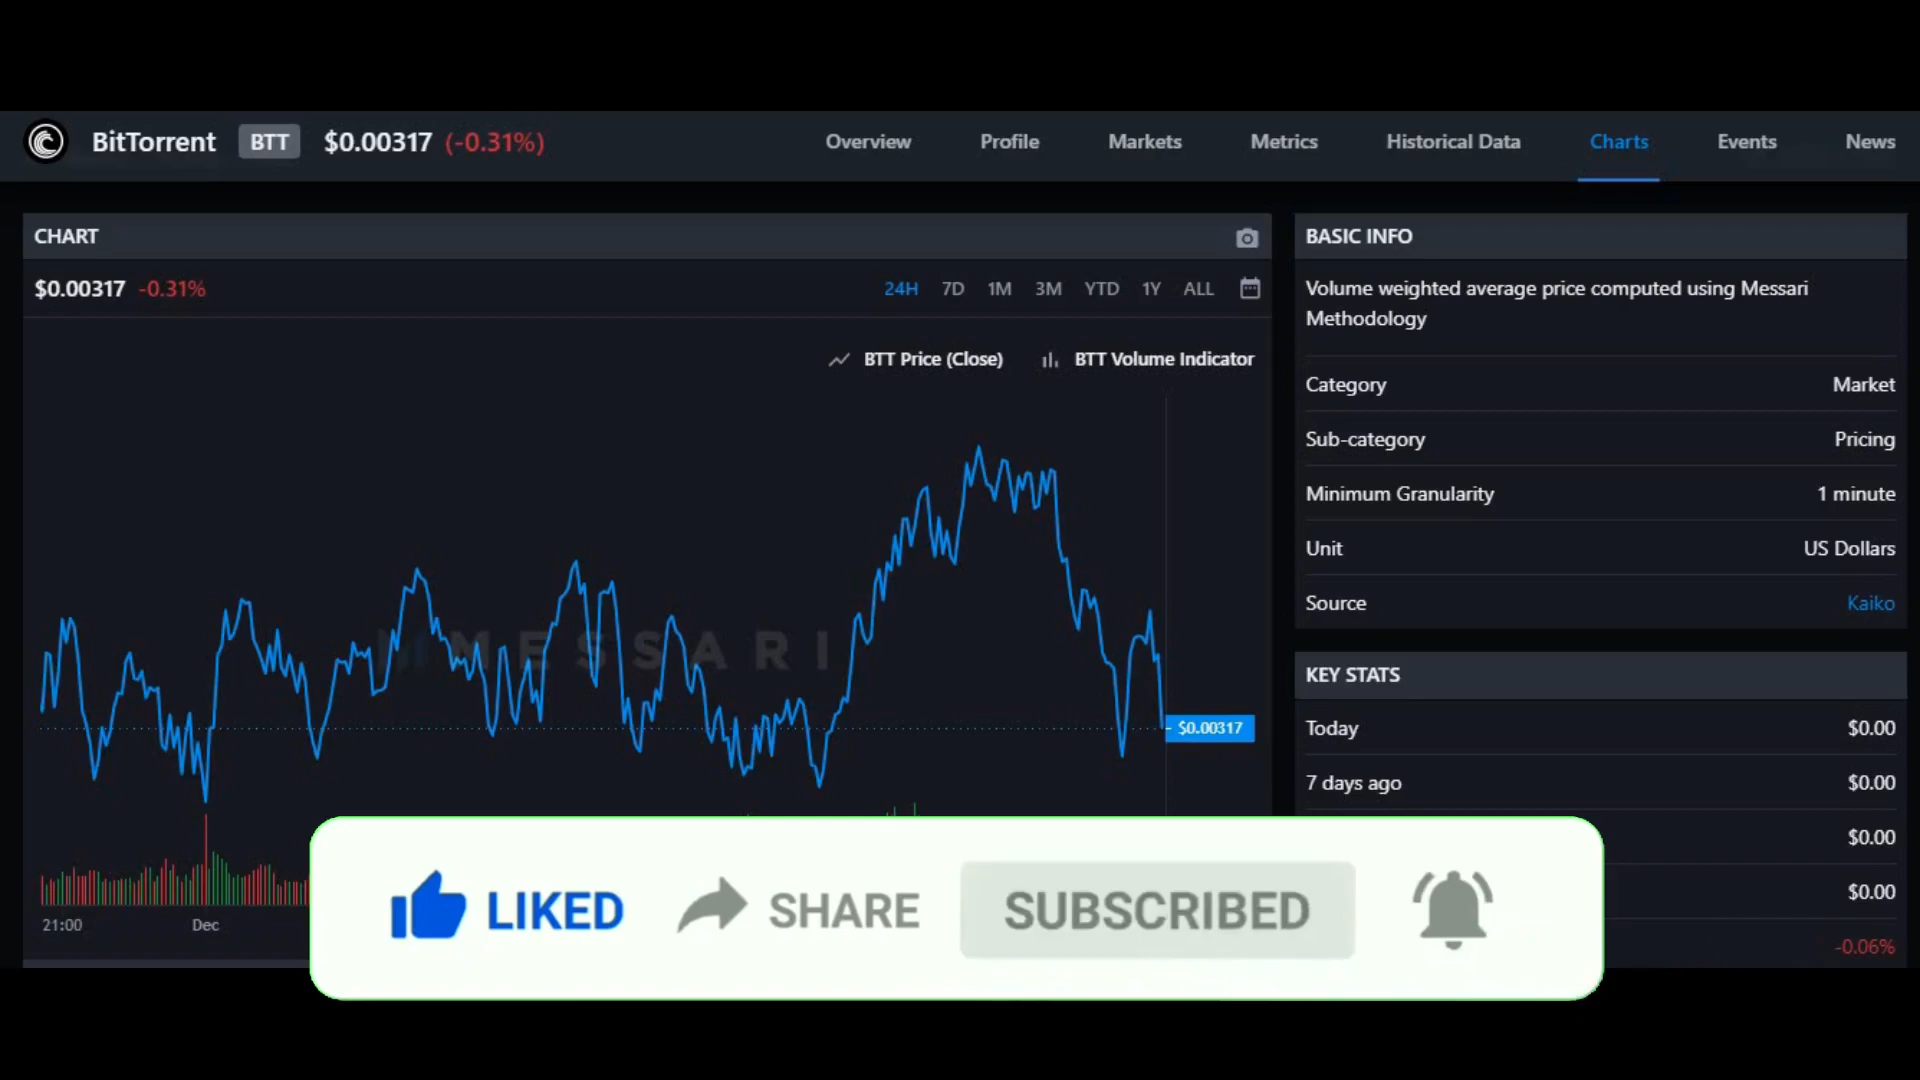 BitTorrent BTT $0.00317 (-0.31%) Overview Profile Markets Metrics Historical Data Charts Events News
CHART
$0.00317 -0.31% 24H 7D 1M 3M YTD 1Y ALL
BTT Price (Close) BTT Volume Indicator
MESSARI
$0.00317
21:00 Dec
BASIC INFO
Volume weighted average price computed using Messari
Methodology
Category Market
Sub-category Pricing
Minimum Granularity 1 minute
Unit US Dollars
Source Kaiko
KEY STATS
Today $0.00
7 days ago $0.00
$0.00
$0.00
-0.06%
LIKED SHARE SUBSCRIBED